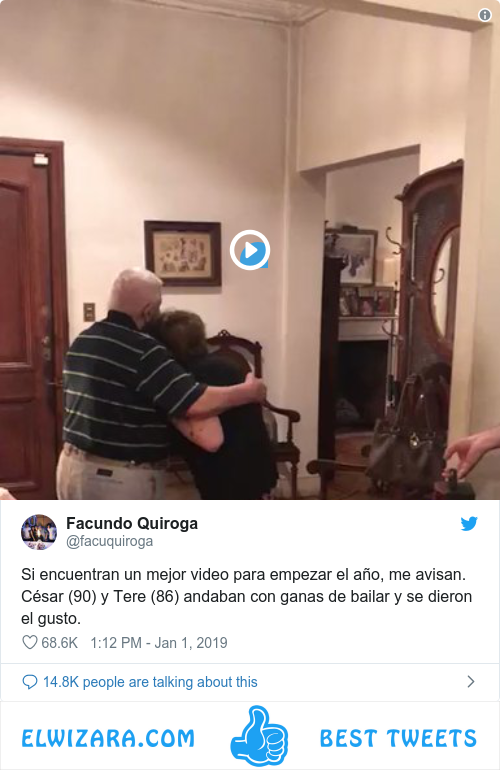 Facundo Quiroga
@facuquiroga
Si encuentran un mejor video para empezar el año, me avisan.
César (90) y Tere (86) andaban con ganas de bailar y se dieron
el gusto.
68.6K 1:12 PM - Jan 1, 2019
14.8K people are talking about this
ELWIZARA.COM BEST TWEETS